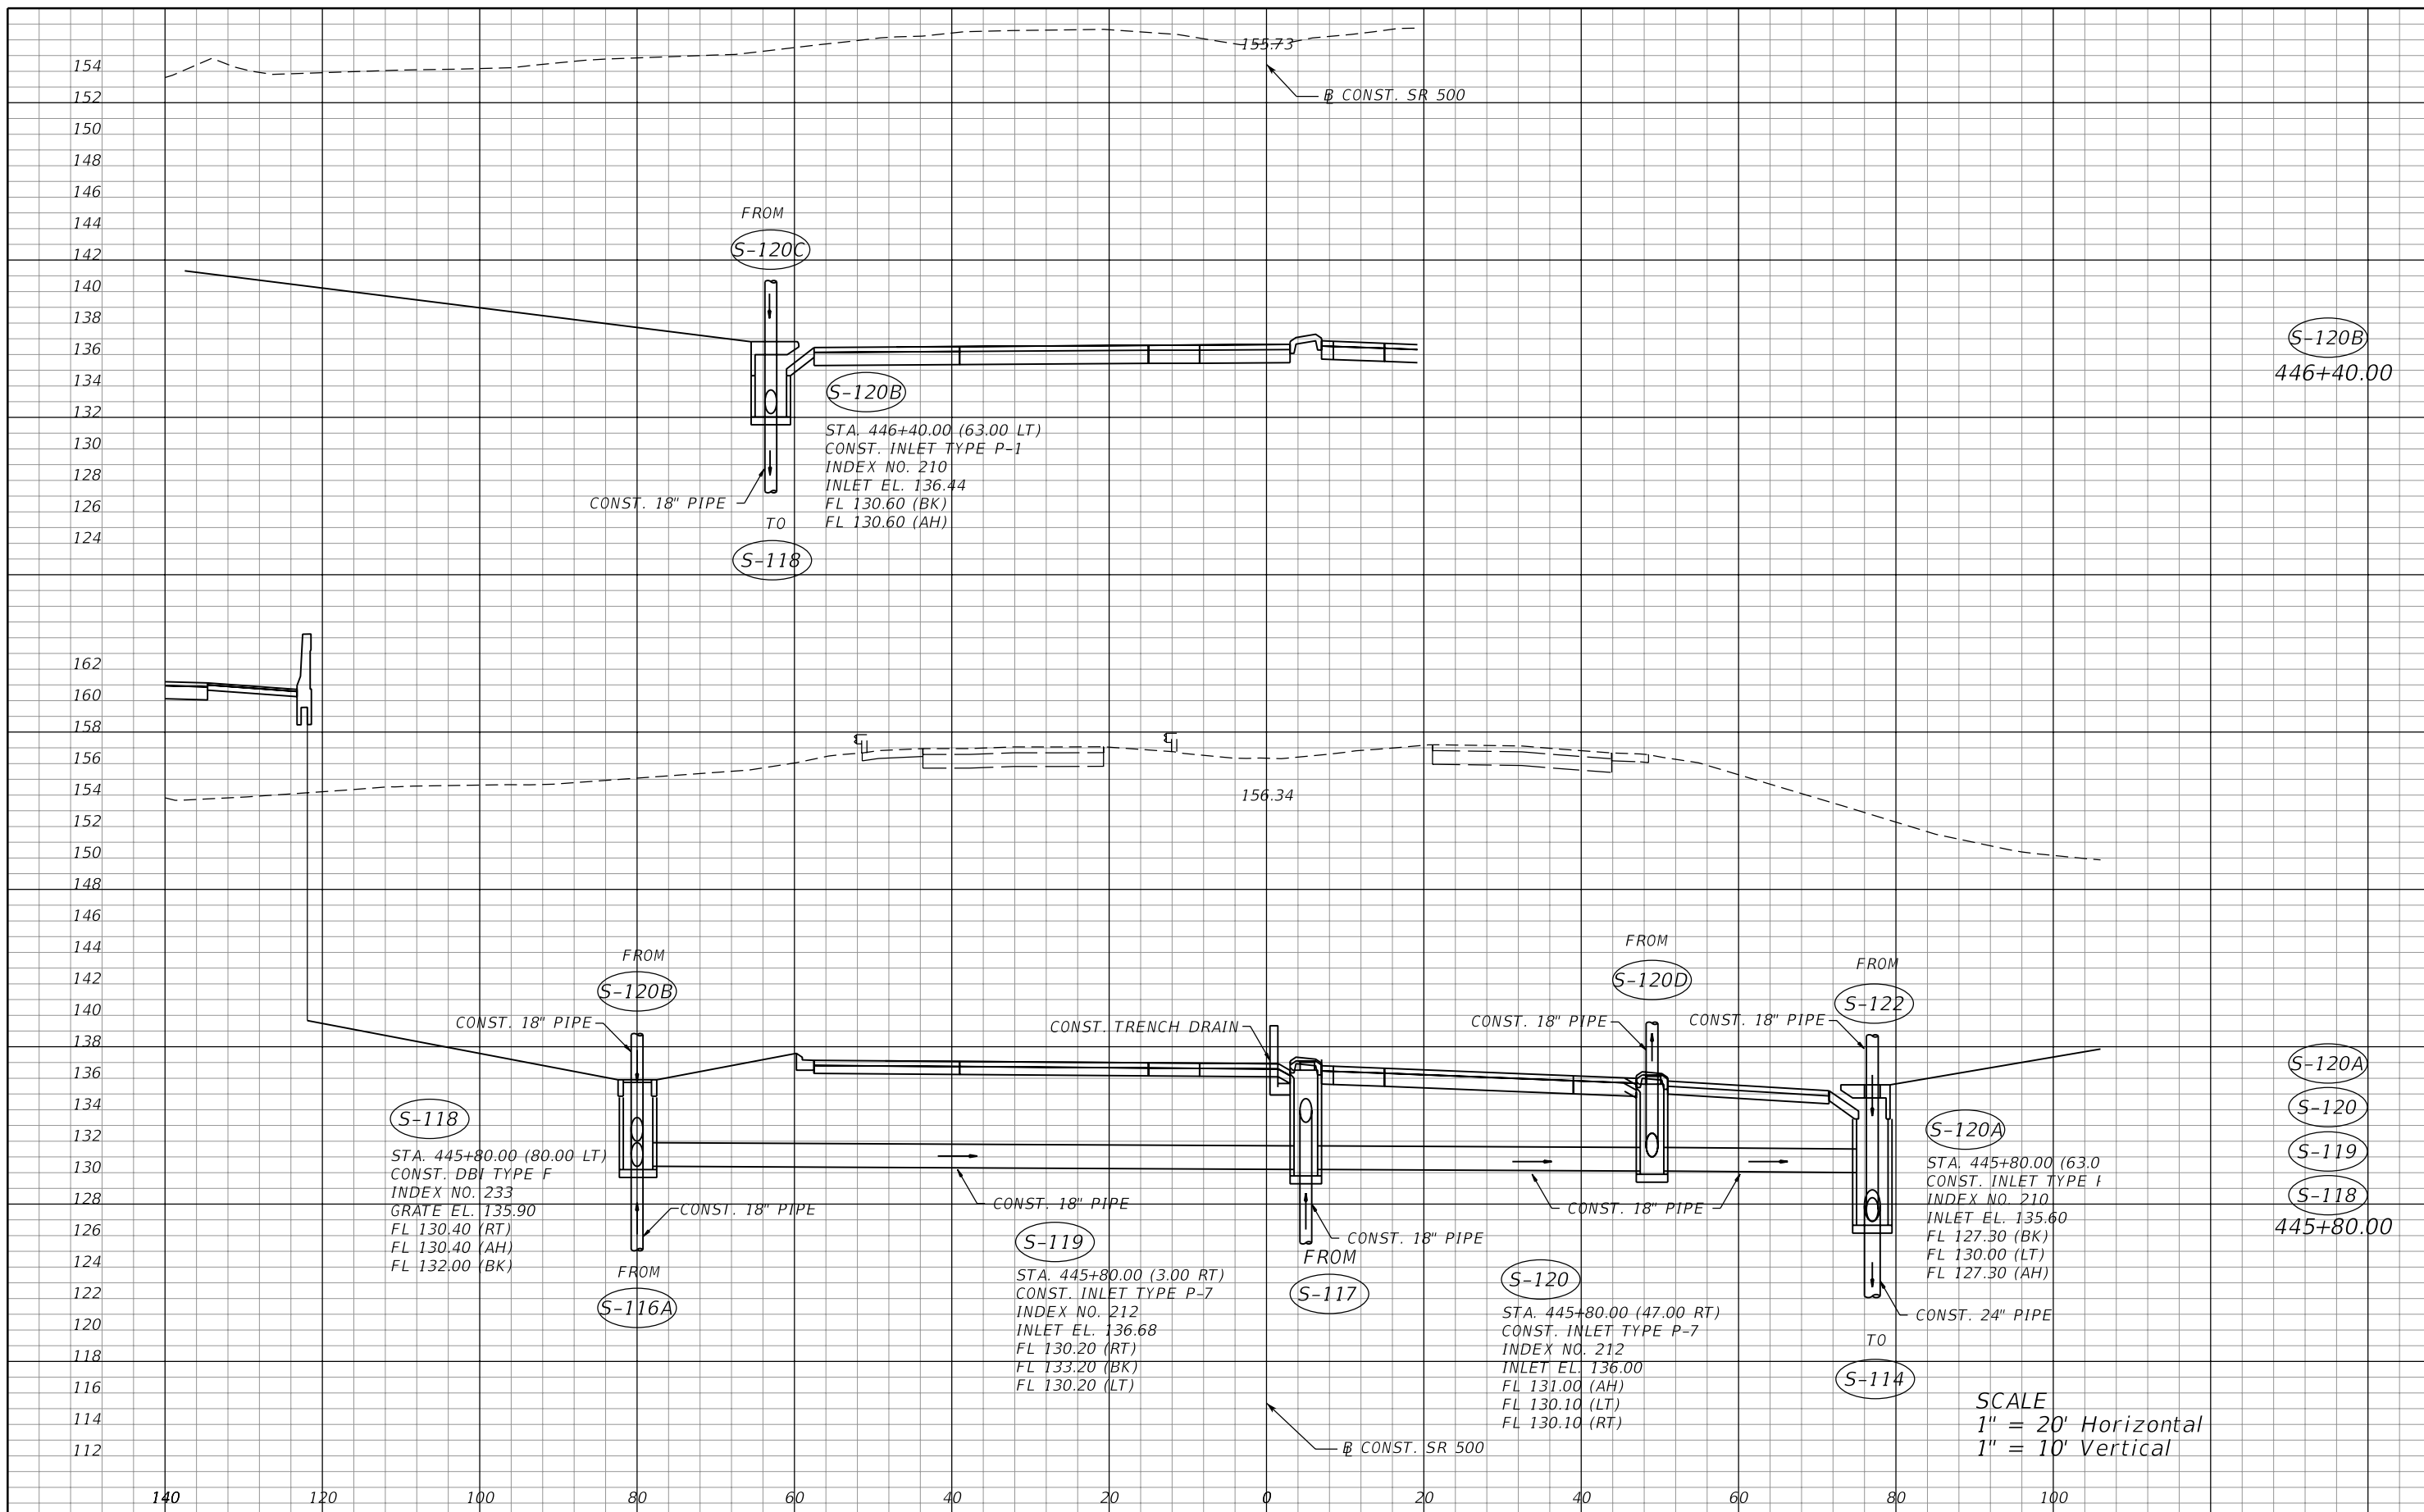 154
152
150
148
146
144
142
140
138
136
134
132
130
128
126
124
155.73
℄ CONST. SR 500
FROM
S-120C
S-120B
STA. 446+40.00 (63.00 LT)
CONST. INLET TYPE P-1
INDEX NO. 210
INLET EL. 136.44
FL 130.60 (BK)
FL 130.60 (AH)
CONST. 18" PIPE
TO
S-118
S-120B
446+40.00
162
160
158
156
154
152
150
148
146
144
142
140
138
136
134
132
130
128
126
124
122
120
118
116
114
112
156.34
FROM
S-120B
CONST. 18" PIPE
S-118
STA. 445+80.00 (80.00 LT)
CONST. DBI TYPE F
INDEX NO. 233
GRATE EL. 135.90
FL 130.40 (RT)
FL 130.40 (AH)
FL 132.00 (BK)
CONST. 18" PIPE
FROM
S-116A
CONST. TRENCH DRAIN
CONST. 18" PIPE
S-119
STA. 445+80.00 (3.00 RT)
CONST. INLET TYPE P-7
INDEX NO. 212
INLET EL. 136.68
FL 130.20 (RT)
FL 133.20 (BK)
FL 130.20 (LT)
CONST. 18" PIPE
FROM
S-117
FROM
S-120D
CONST. 18" PIPE
CONST. 18" PIPE
S-120
STA. 445+80.00 (47.00 RT)
CONST. INLET TYPE P-7
INDEX NO. 212
INLET EL. 136.00
FL 131.00 (AH)
FL 130.10 (LT)
FL 130.10 (RT)
FROM
S-122
CONST. 18" PIPE
S-120A
STA. 445+80.00 (63.0
CONST. INLET TYPE
INDEX NO. 210
INLET EL. 135.60
FL 127.30 (BK)
FL 130.00 (LT)
FL 127.30 (AH)
CONST. 24" PIPE
TO
S-114
S-120A
S-120
S-119
S-118
445+80.00
℄ CONST. SR 500
SCALE
1" = 20' Horizontal
1" = 10' Vertical
140 120 100 80 60 40 20 0 20 40 60 80 100